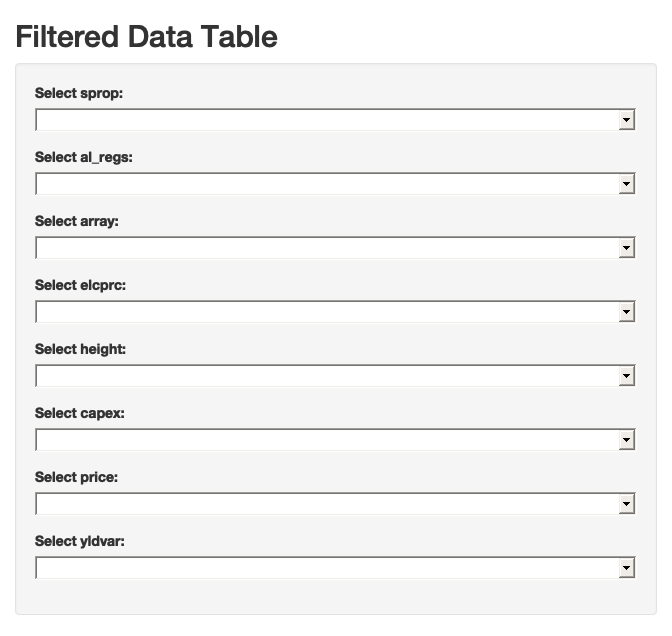 Filtered Data Table
Select sprop:
Select al_regs:
Select array:
Select elcprc:
Select height:
Select capex:
Select price:
Select yldvar: